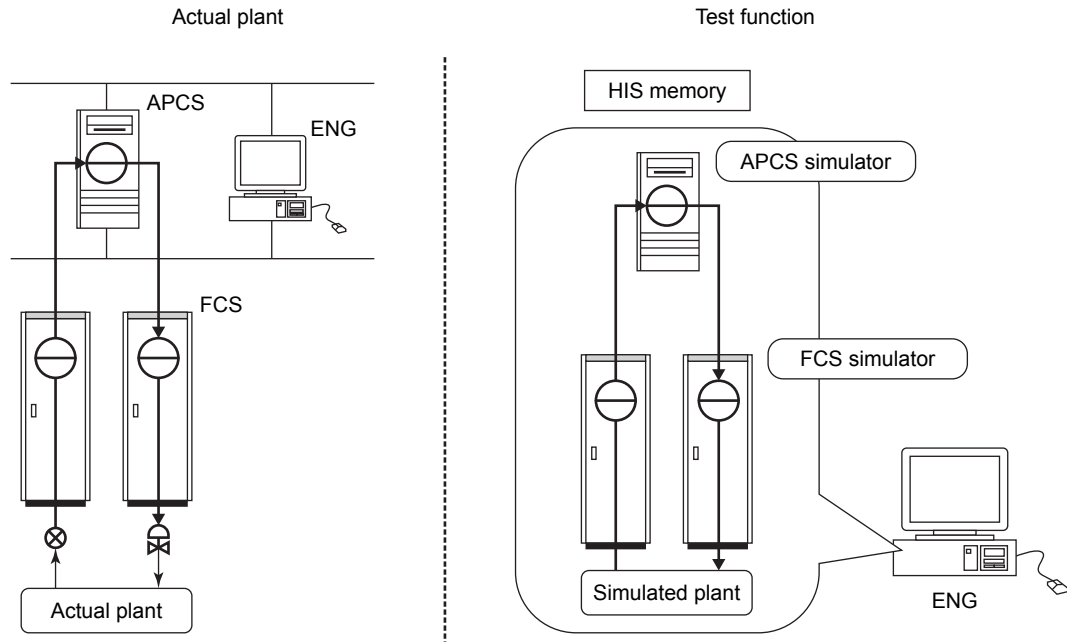 Actual plant
Test function
APCS
ENG
FCS
Actual plant
HIS memory
APCS simulator
FCS simulator
Simulated plant
ENG